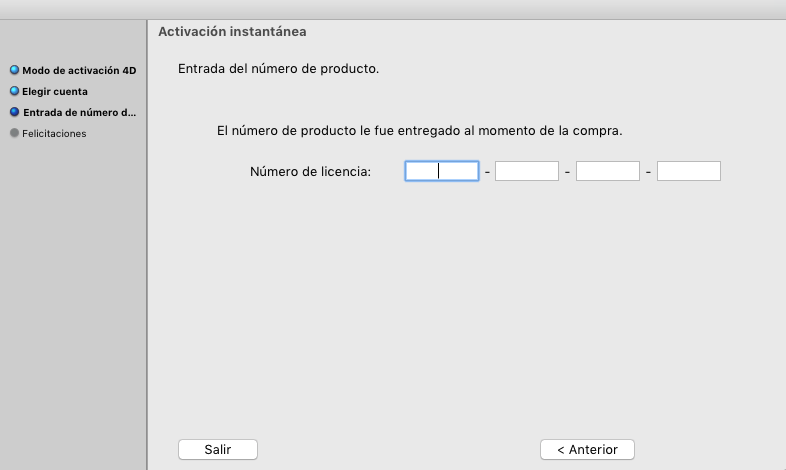 Activación instantánea
Modo de activación 4D
Elegir cuenta
Entrada de número d...
Felicitaciones
Entrada del número de producto.
El número de producto le fue entregado al momento de la compra.
Número de licencia: - - -
Salir
< Anterior